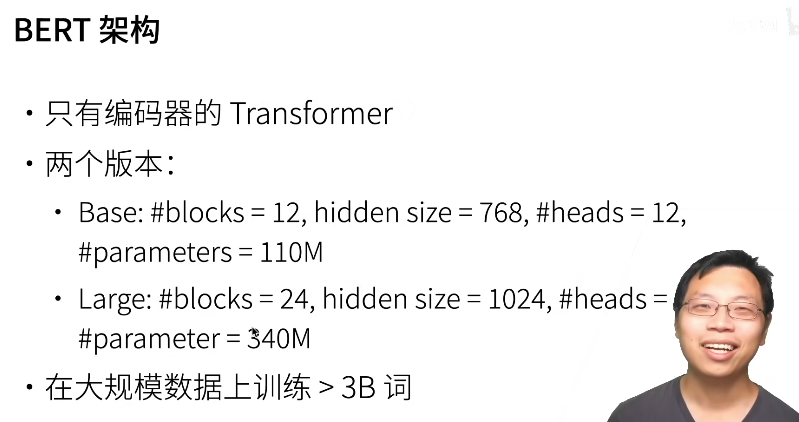 BERT 架构
• 只有编码器的 Transformer
• 两个版本：
• Base: #blocks = 12, hidden size = 768, #heads = 12,
#parameters = 110M
• Large: #blocks = 24, hidden size = 1024, #heads =
#parameter = 340M
• 在大规模数据上训练 > 3B 词